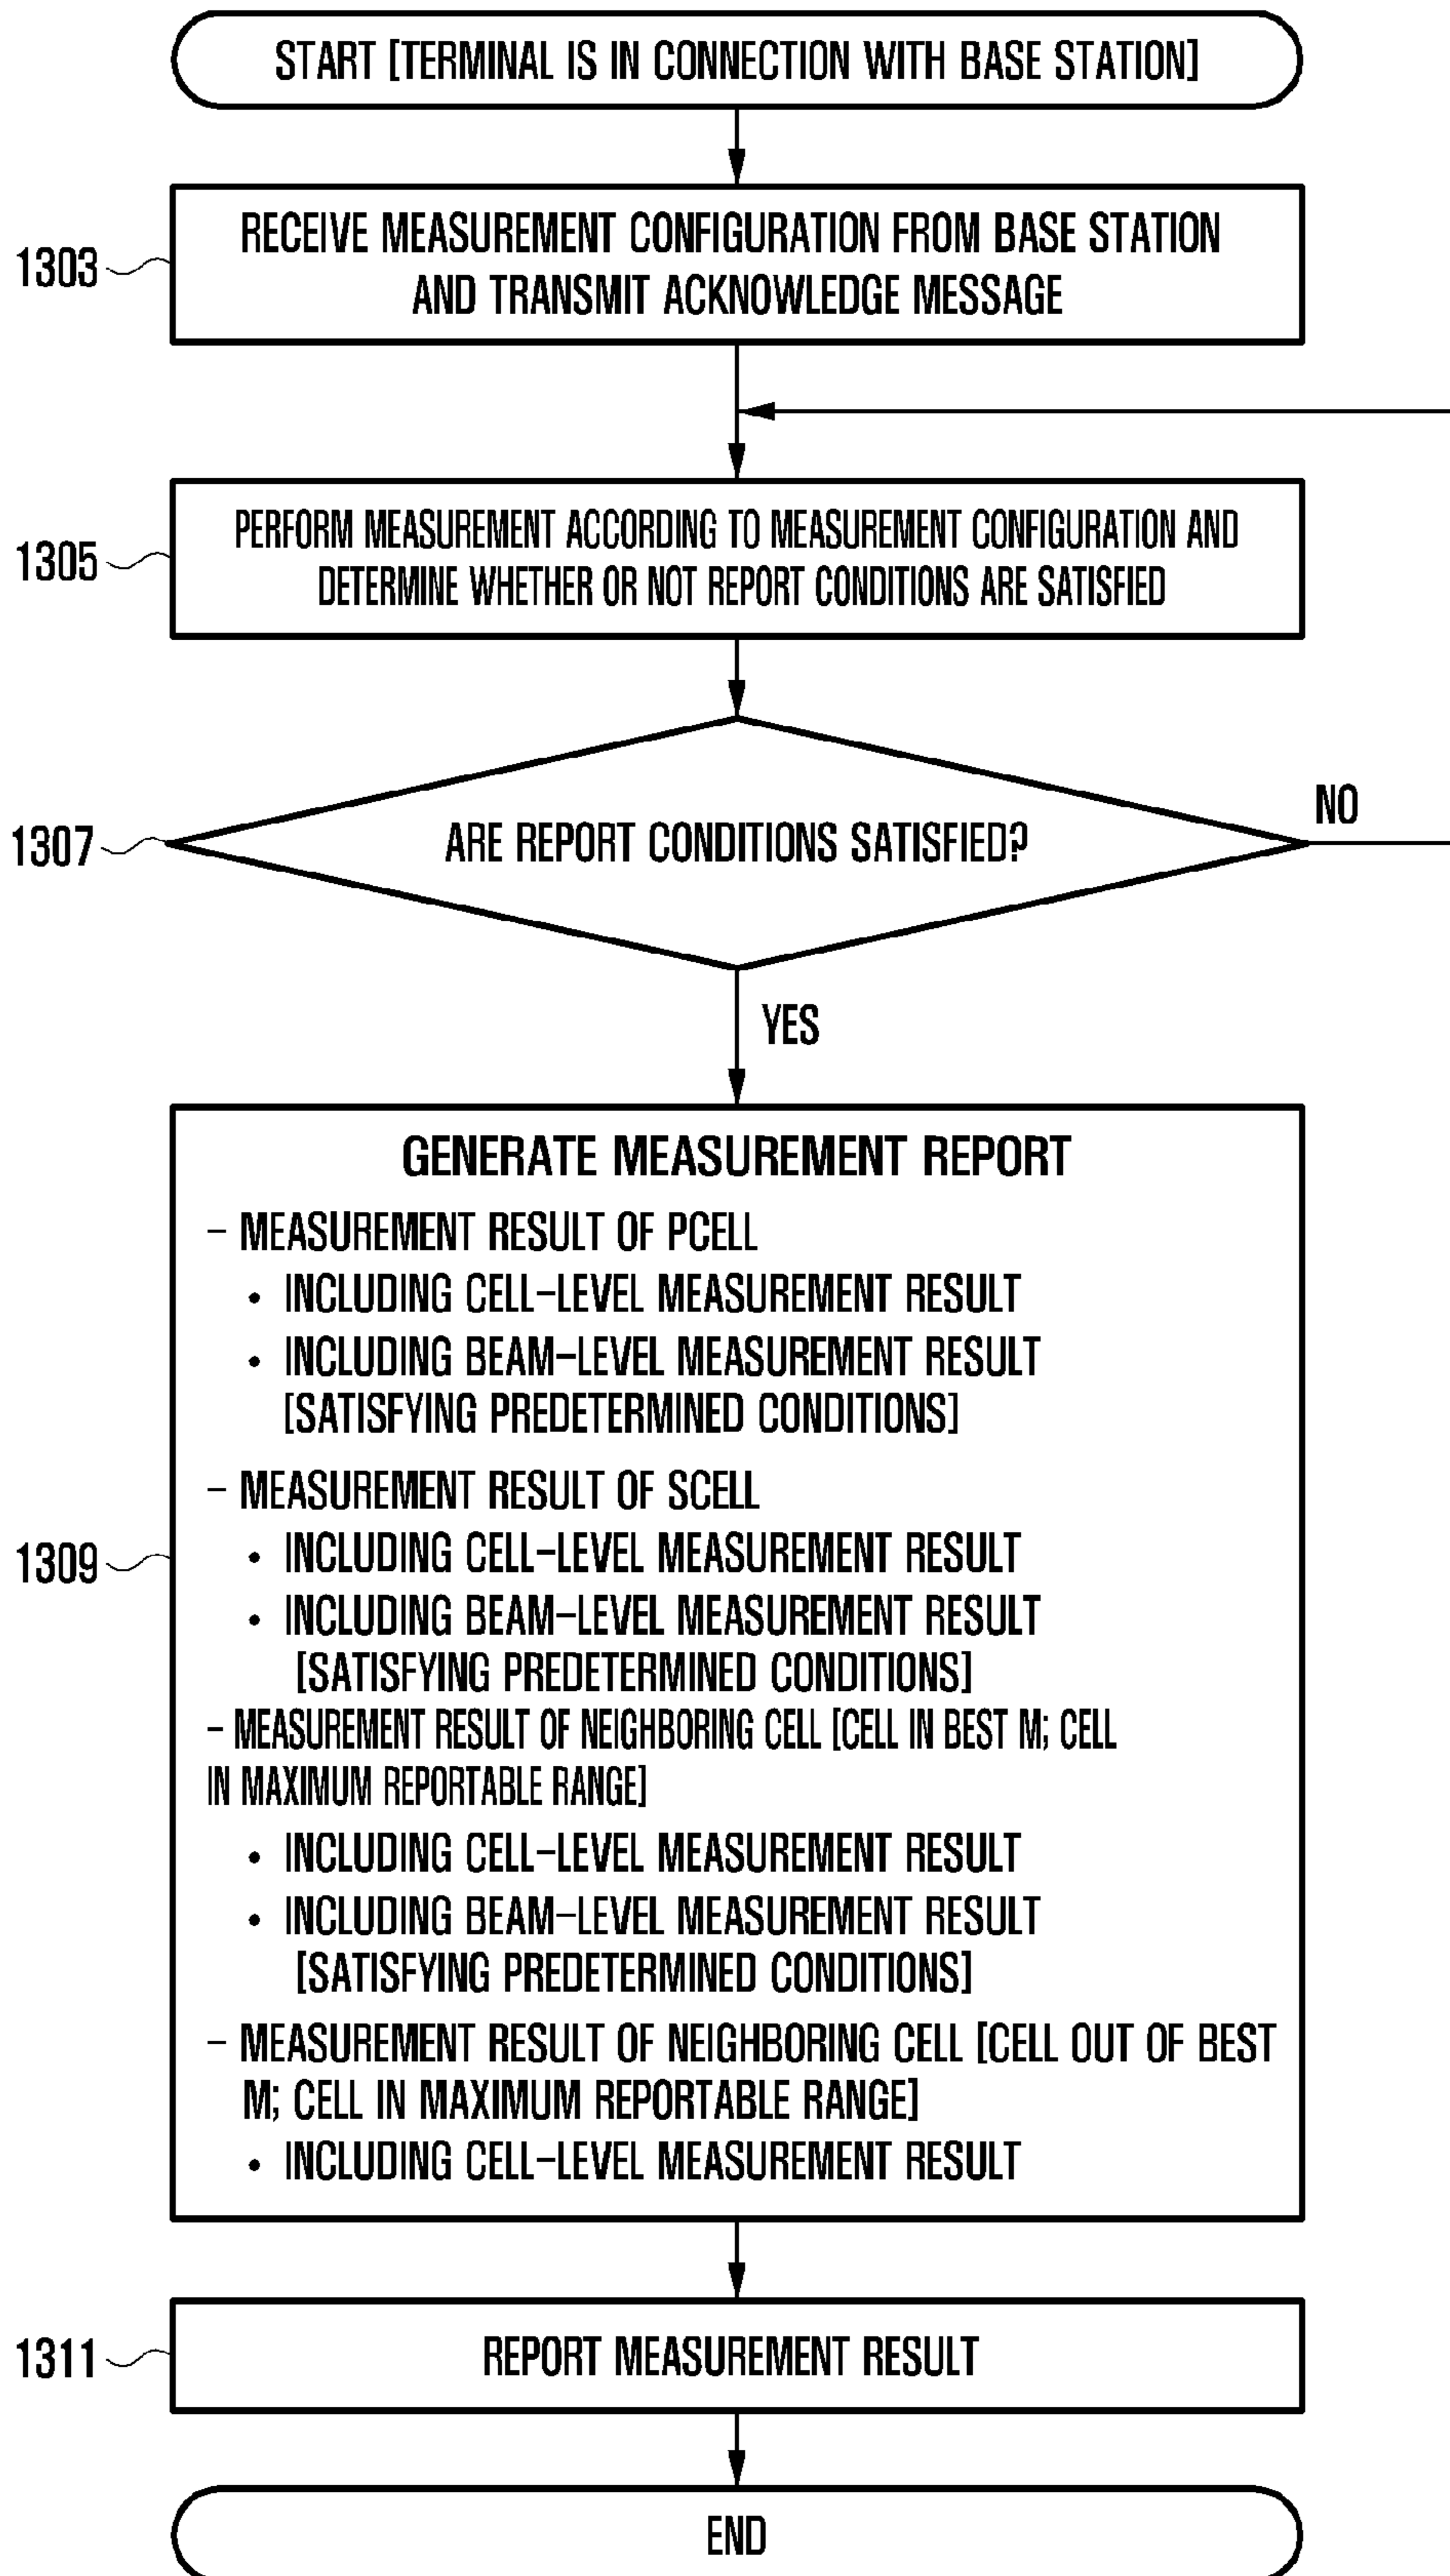 START [TERMINAL IS IN CONNECTION WITH BASE STATION]
1303
RECEIVE MEASUREMENT CONFIGURATION FROM BASE STATION
AND TRANSMIT ACKNOWLEDGE MESSAGE
1305
PERFORM MEASUREMENT ACCORDING TO MEASUREMENT CONFIGURATION AND
DETERMINE WHETHER OR NOT REPORT CONDITIONS ARE SATISFIED
1307
ARE REPORT CONDITIONS SATISFIED?
NO
YES
1309
GENERATE MEASUREMENT REPORT
– MEASUREMENT RESULT OF PCELL
• INCLUDING CELL–LEVEL MEASUREMENT RESULT
• INCLUDING BEAM–LEVEL MEASUREMENT RESULT
[SATISFYING PREDETERMINED CONDITIONS]
– MEASUREMENT RESULT OF SCELL
• INCLUDING CELL–LEVEL MEASUREMENT RESULT
• INCLUDING BEAM–LEVEL MEASUREMENT RESULT
[SATISFYING PREDETERMINED CONDITIONS]
– MEASUREMENT RESULT OF NEIGHBORING CELL [CELL IN BEST M; CELL
IN MAXIMUM REPORTABLE RANGE]
• INCLUDING CELL–LEVEL MEASUREMENT RESULT
• INCLUDING BEAM–LEVEL MEASUREMENT RESULT
[SATISFYING PREDETERMINED CONDITIONS]
– MEASUREMENT RESULT OF NEIGHBORING CELL [CELL OUT OF BEST
M; CELL IN MAXIMUM REPORTABLE RANGE]
• INCLUDING CELL–LEVEL MEASUREMENT RESULT
1311
REPORT MEASUREMENT RESULT
END